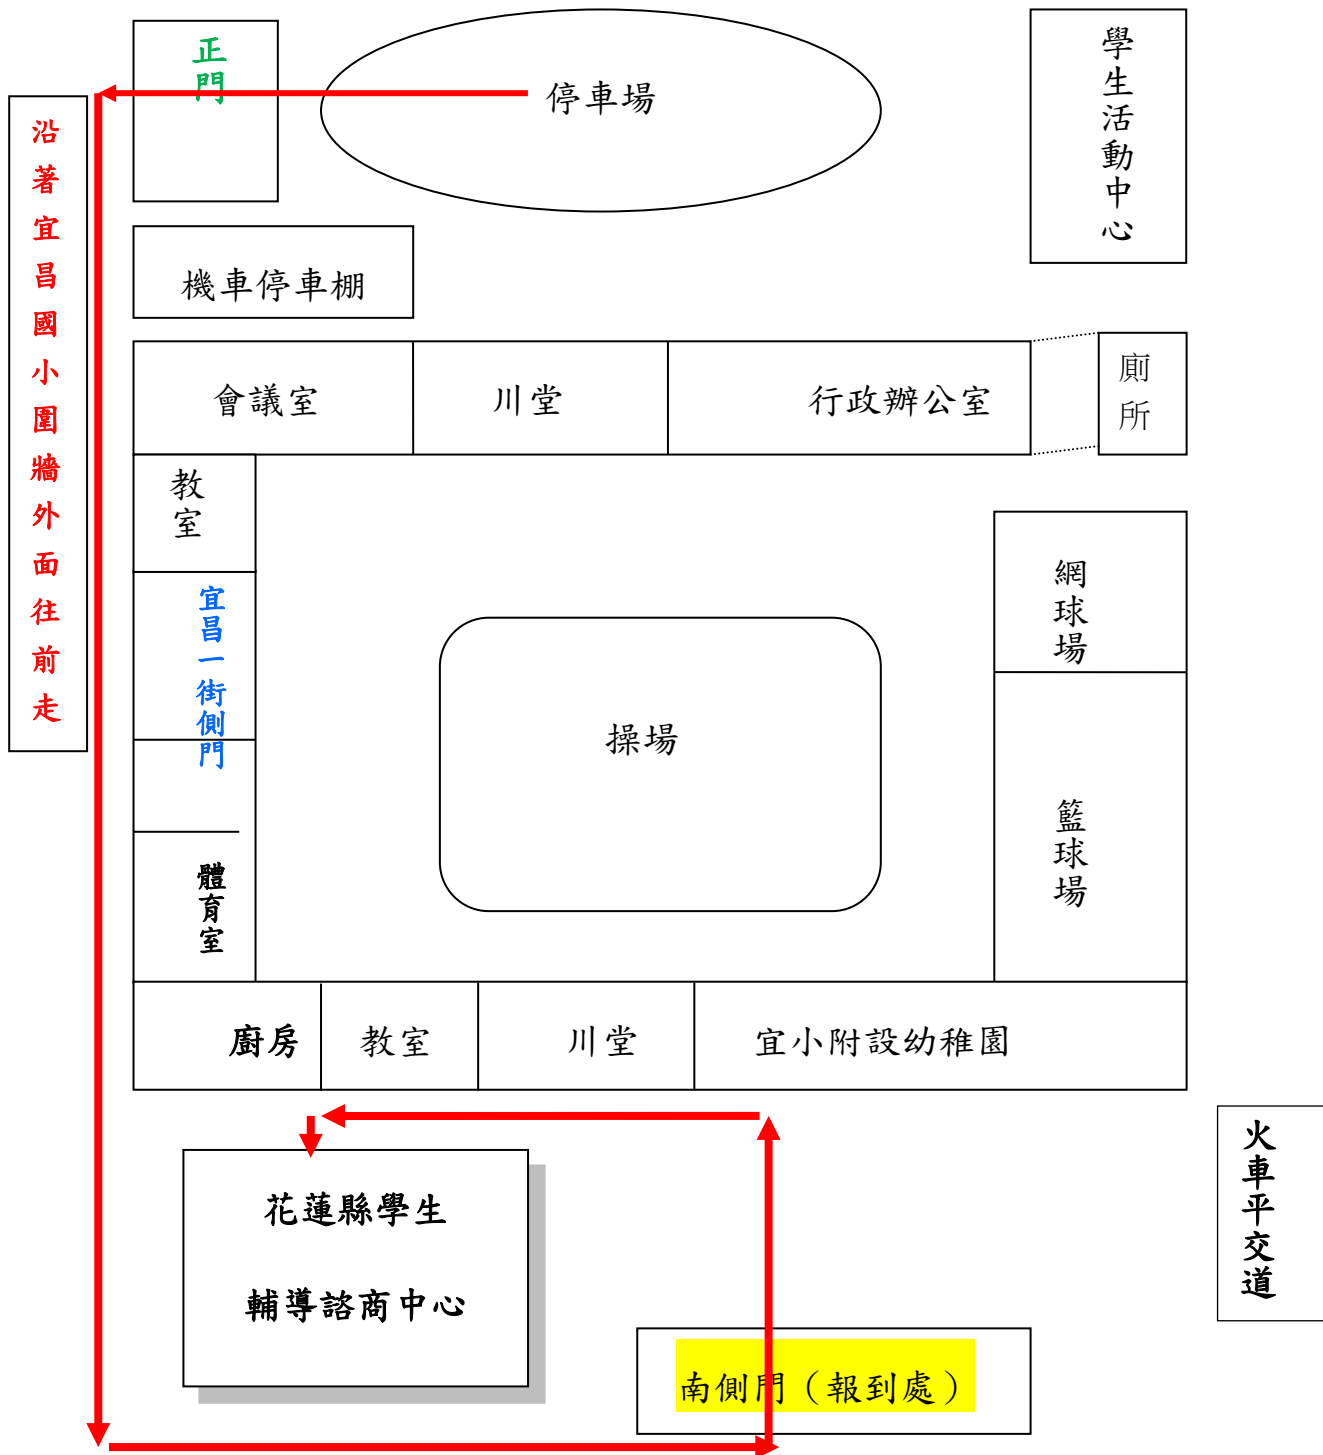 正門
停車場
學生活動中心
沿著宜昌國小圍牆外面往前走
機車停車棚
會議室
川堂
行政辦公室
廁所
教室
宜昌一街側門
網球場
操場
籃球場
體育室
廚房
教室
川堂
宜小附設幼稚園
火車平交道
花蓮縣學生
輔導諮商中心
南側門（報到處）